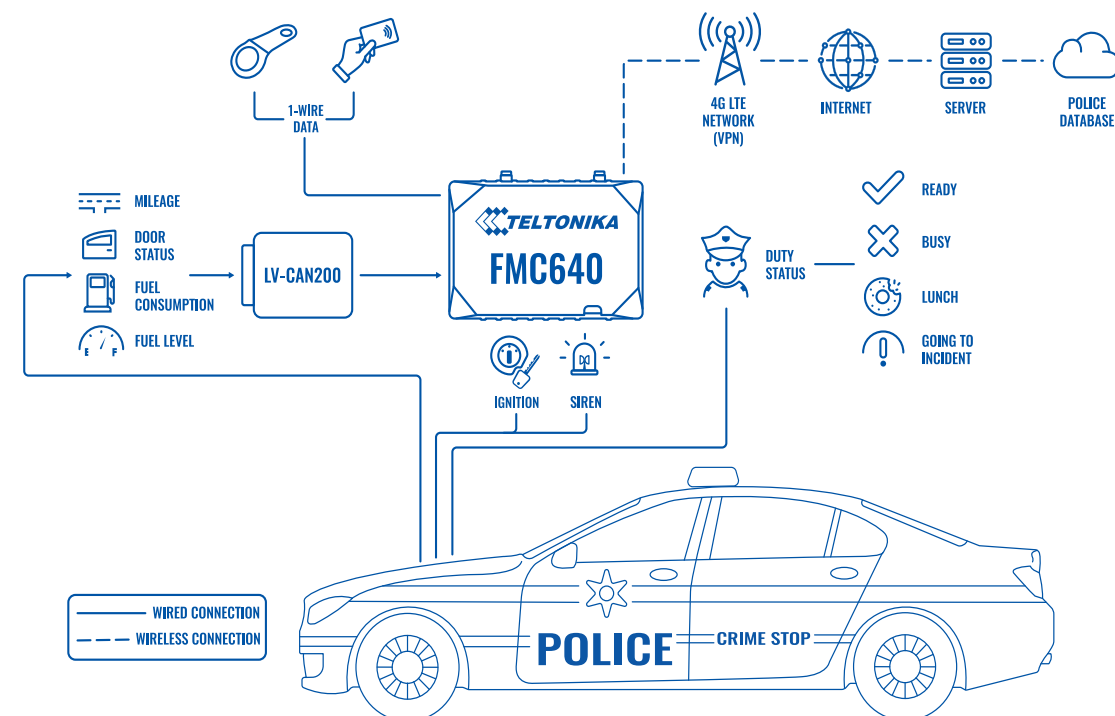 1-WIRE
DATA
4G LTE
NETWORK
(VPN)
INTERNET
SERVER
POLICE
DATABASE
MILEAGE
DOOR
STATUS
FUEL
CONSUMPTION
FUEL LEVEL
E F
LV-CAN200
TELTONIKA
FMC640
IGNITION
SIREN
DUTY
STATUS
READY
BUSY
LUNCH
GOING TO
INCIDENT
WIRED CONNECTION
WIRELESS CONNECTION
POLICE
CRIME STOP